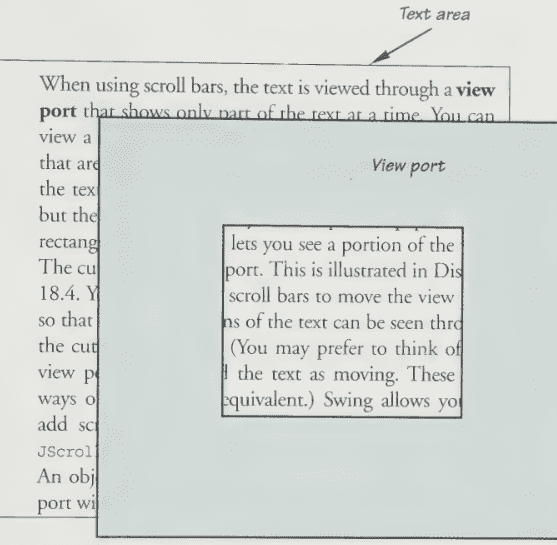 Text area
When using scroll bars, the text is viewed through a view
port that shows only part of the text at a time. You can
view a
that are
the tex
but the
rectang
The cu
18.4. Y
so that
the cut
view p
ways o
add scr
JScrol
An obj
port wi
View port
lets you see a portion of the
port. This is illustrated in Dis
scroll bars to move the view
ns of the text can be seen thro
(You may prefer to think of
the text as moving. These
equivalent.) Swing allows you